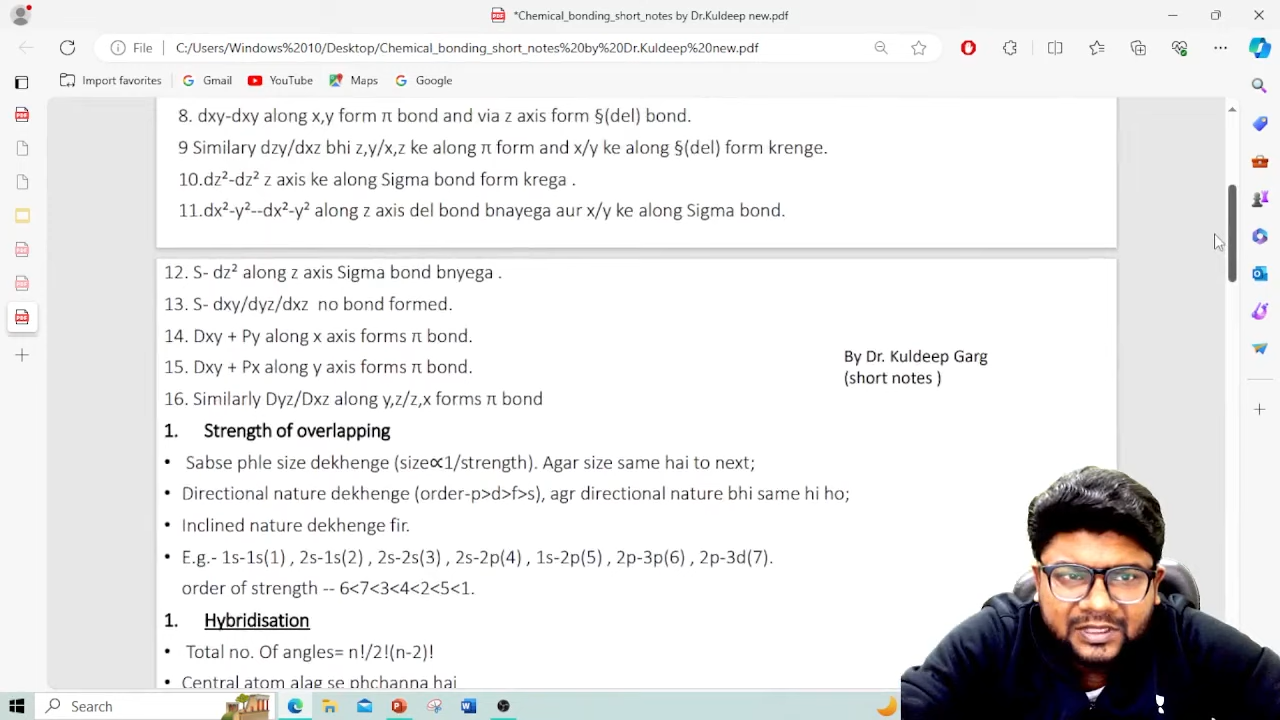 *Chemical_bonding_short_notes by Dr.Kuldeep new.pdf
File
C:/Users/Windows%2010/Desktop/Chemical_bonding_short_notes%20by%20Dr.Kuldeep%20new.pdf
Import favorites
Gmail
YouTube
Maps
Google
8. dxy-dxy along x,y form π bond and via z axis form §(del) bond.
9 Similary dzy/dxz bhi z,y/x,z ke along π form and x/y ke along §(del) form krenge.
10.dz²-dz² z axis ke along Sigma bond form krega .
11.dx²-y²--dx²-y² along z axis del bond bnayega aur x/y ke along Sigma bond.
12. S- dz² along z axis Sigma bond bnyega .
13. S- dxy/dyz/dxz  no bond formed.
14. Dxy + Py along x axis forms π bond.
15. Dxy + Px along y axis forms π bond.
16. Similarly Dyz/Dxz along y,z/z,x forms π bond
By Dr. Kuldeep Garg
(short notes )
1. Strength of overlapping
• Sabse phle size dekhenge (size∝1/strength). Agar size same hai to next;
• Directional nature dekhenge (order-p>d>f>s), agr directional nature bhi same hi ho;
• Inclined nature dekhenge fir.
• E.g.- 1s-1s(1) , 2s-1s(2) , 2s-2s(3) , 2s-2p(4) , 1s-2p(5) , 2p-3p(6) , 2p-3d(7).
order of strength -- 6<7<3<4<2<5<1.
1. Hybridisation
• Total no. Of angles= n!/2!(n-2)!
• Central atom alag se phchanna hai
Search